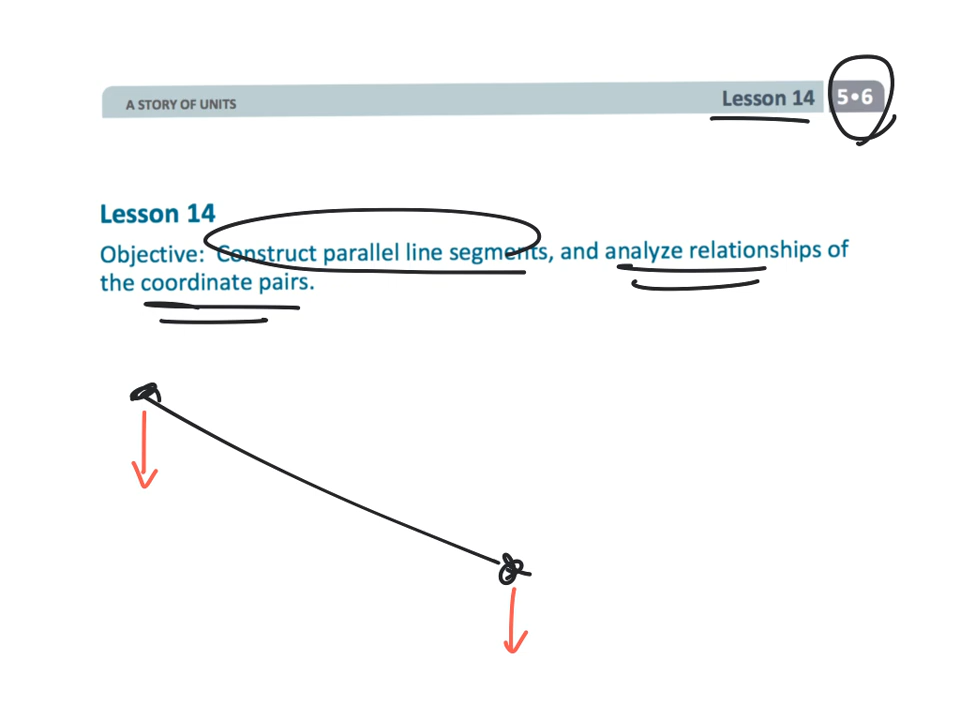 A STORY OF UNITS
Lesson 14 5•6
Lesson 14
Objective: Construct parallel line segments, and analyze relationships of
the coordinate pairs.